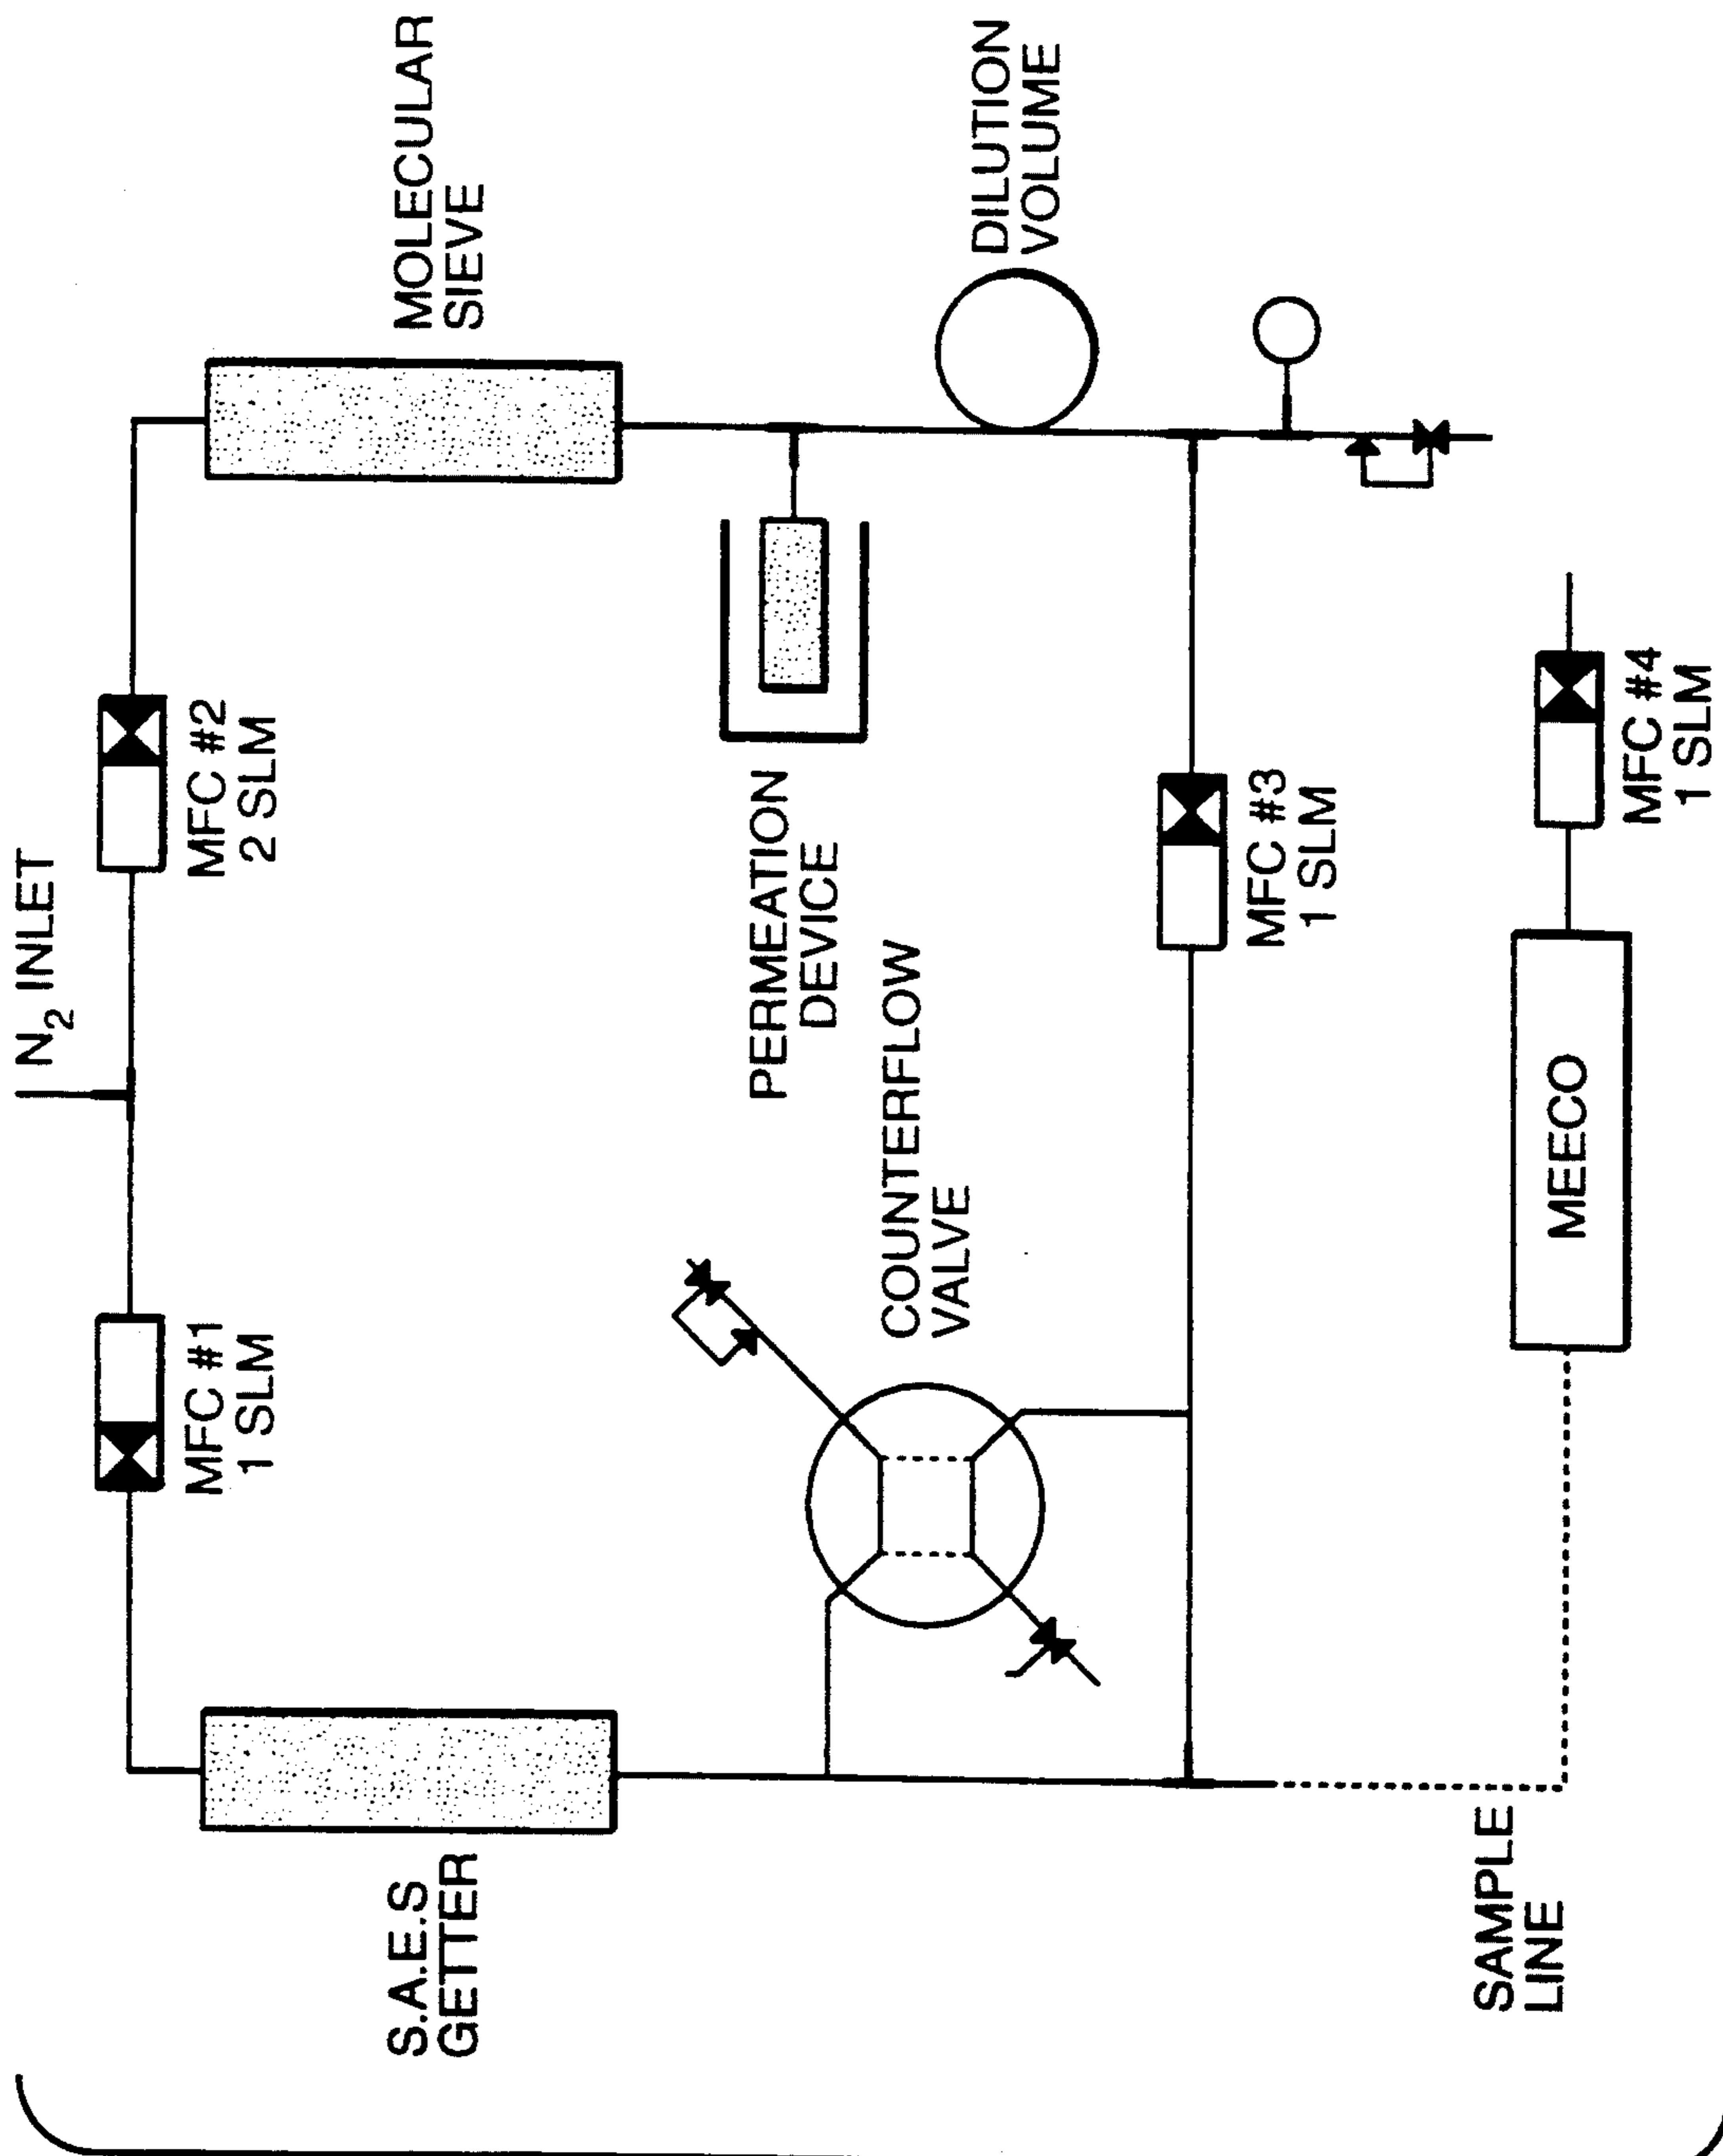 N2 INLET
MFC #1
1 SLM
MFC #2
2 SLM
S.A.E.S
GETTER
MOLECULAR
SIEVE
PERMEATION
DEVICE
COUNTERFLOW
VALVE
DILUTION
VOLUME
MFC #3
1 SLM
SAMPLE
LINE
MEECO
MFC #4
1 SLM